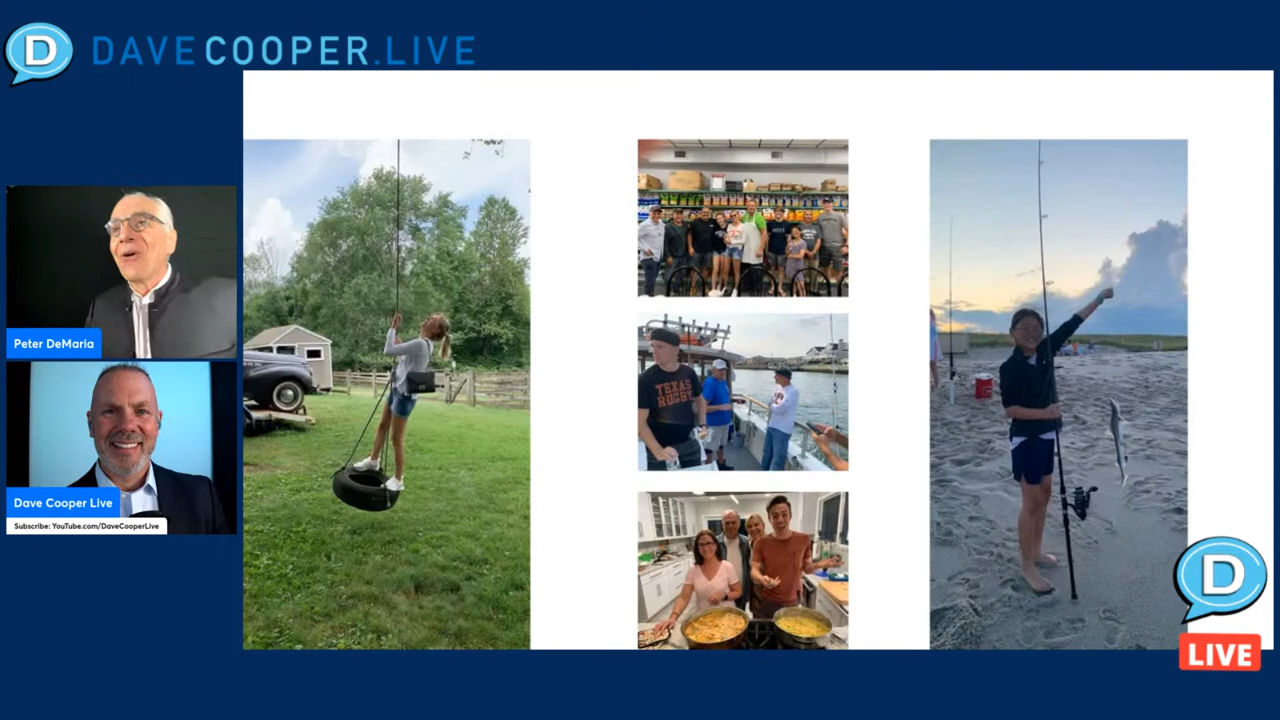 D DAVECOOPER.LIVE
Peter DeMaria
Dave Cooper Live
Subscribe: YouTube.com/DaveCooperLive
TEXAS
RUGBY
D
LIVE